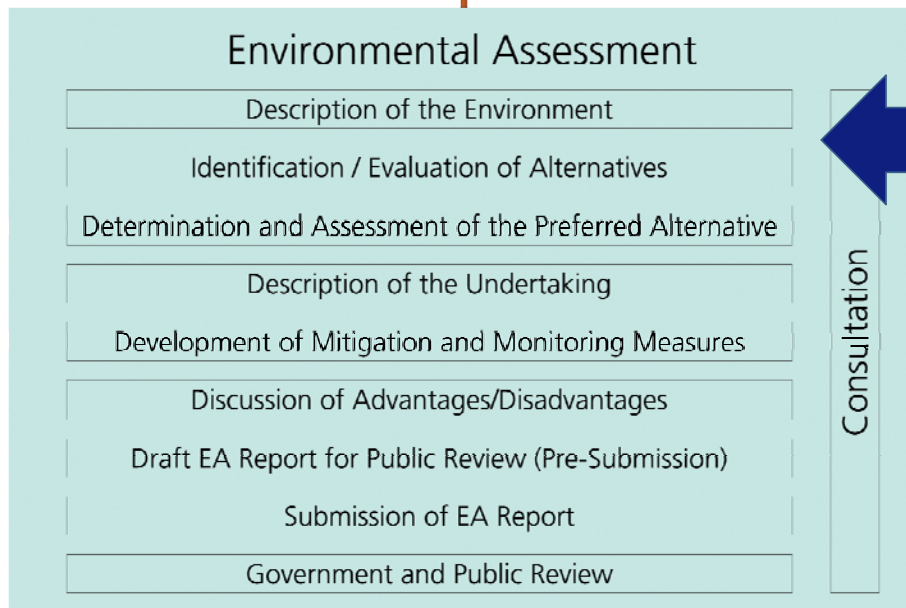 Environmental Assessment
Description of the Environment
Identification / Evaluation of Alternatives
Determination and Assessment of the Preferred Alternative
Description of the Undertaking
Development of Mitigation and Monitoring Measures
Discussion of Advantages/Disadvantages
Draft EA Report for Public Review (Pre-Submission)
Submission of EA Report
Government and Public Review
Consultation